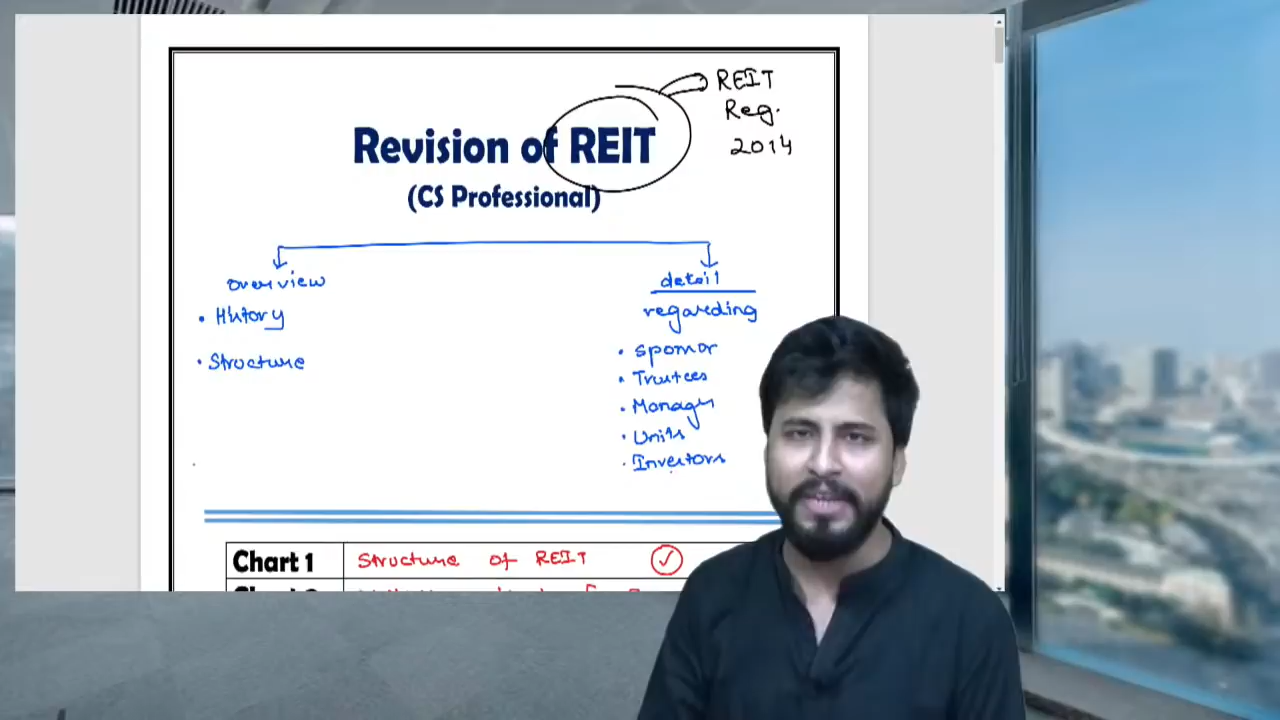 REIT
Reg.
2014
Revision of REIT
(CS Professional)
overview
• History
• Structure
detail
regarding
• sponsor
• Trustees
• Manager
• Units
• Investors
Chart 1 Structure of REIT